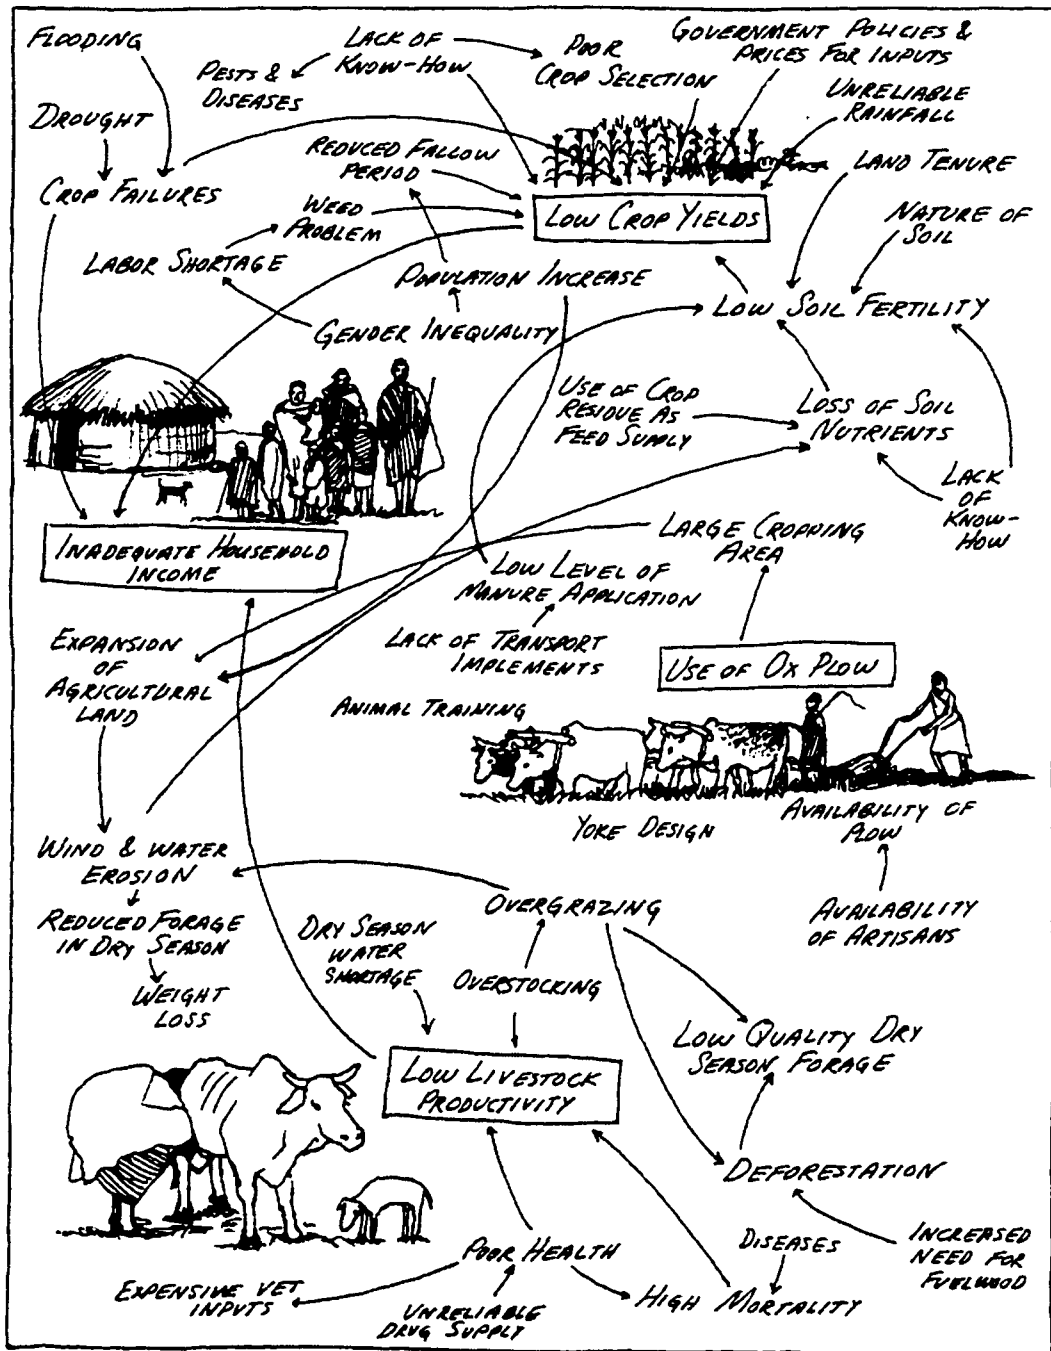 FLOODING
LACK OF
KNOW-HOW
POOR
CROP SELECTION
GOVERNMENT POLICIES &
PRICES FOR INPUTS
PESTS &
DISEASES
UNRELIABLE
RAINFALL
DROUGHT
REDUCED FALLOW
PERIOD
LAND TENURE
CROP FAILURES
WEED
PROBLEM
LOW CROP YIELDS
NATURE OF
SOIL
LABOR SHORTAGE
POPULATION INCREASE
LOW SOIL FERTILITY
GENDER INEQUALITY
USE OF CROP
RESIDUE AS
FEED SUPPLY
LOSS OF SOIL
NUTRIENTS
LACK
OF
KNOW-
HOW
LARGE CROPPING
AREA
INADEQUATE HOUSEHOLD
INCOME
LOW LEVEL OF
MANURE APPLICATION
EXPANSION
OF
AGRICULTURAL
LAND
LACK OF TRANSPORT
IMPLEMENTS
USE OF OX PLOW
ANIMAL TRAINING
YOKE DESIGN
AVAILABILITY OF
PLOW
WIND & WATER
EROSION
OVERGRAZING
AVAILABILITY
OF ARTISANS
REDUCED FORAGE
IN DRY SEASON
DRY SEASON
WATER
SHORTAGE
OVERSTOCKING
WEIGHT
LOSS
LOW QUALITY DRY
SEASON FORAGE
LOW LIVESTOCK
PRODUCTIVITY
DEFORESTATION
POOR HEALTH
DISEASES
INCREASED
NEED FOR
FUELWOOD
EXPENSIVE VET
INPUTS
UNRELIABLE
DRUG SUPPLY
HIGH MORTALITY